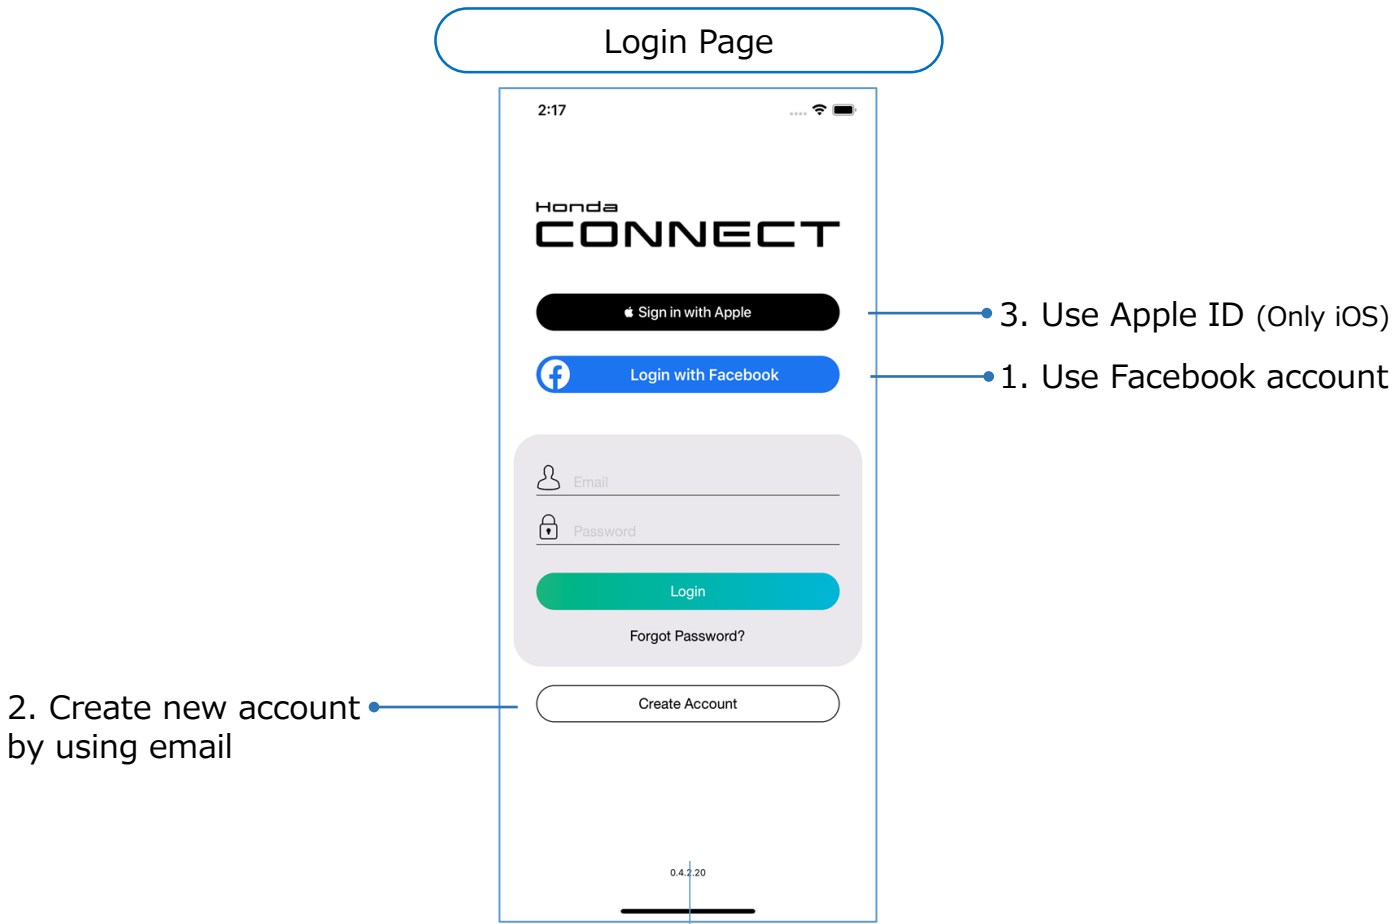 Login Page
2:17
Honda
CONNECT
Sign in with Apple
3. Use Apple ID (Only iOS)
Login with Facebook
1. Use Facebook account
Email
Password
Login
Forgot Password?
Create Account
2. Create new account
by using email
0.4.2.20